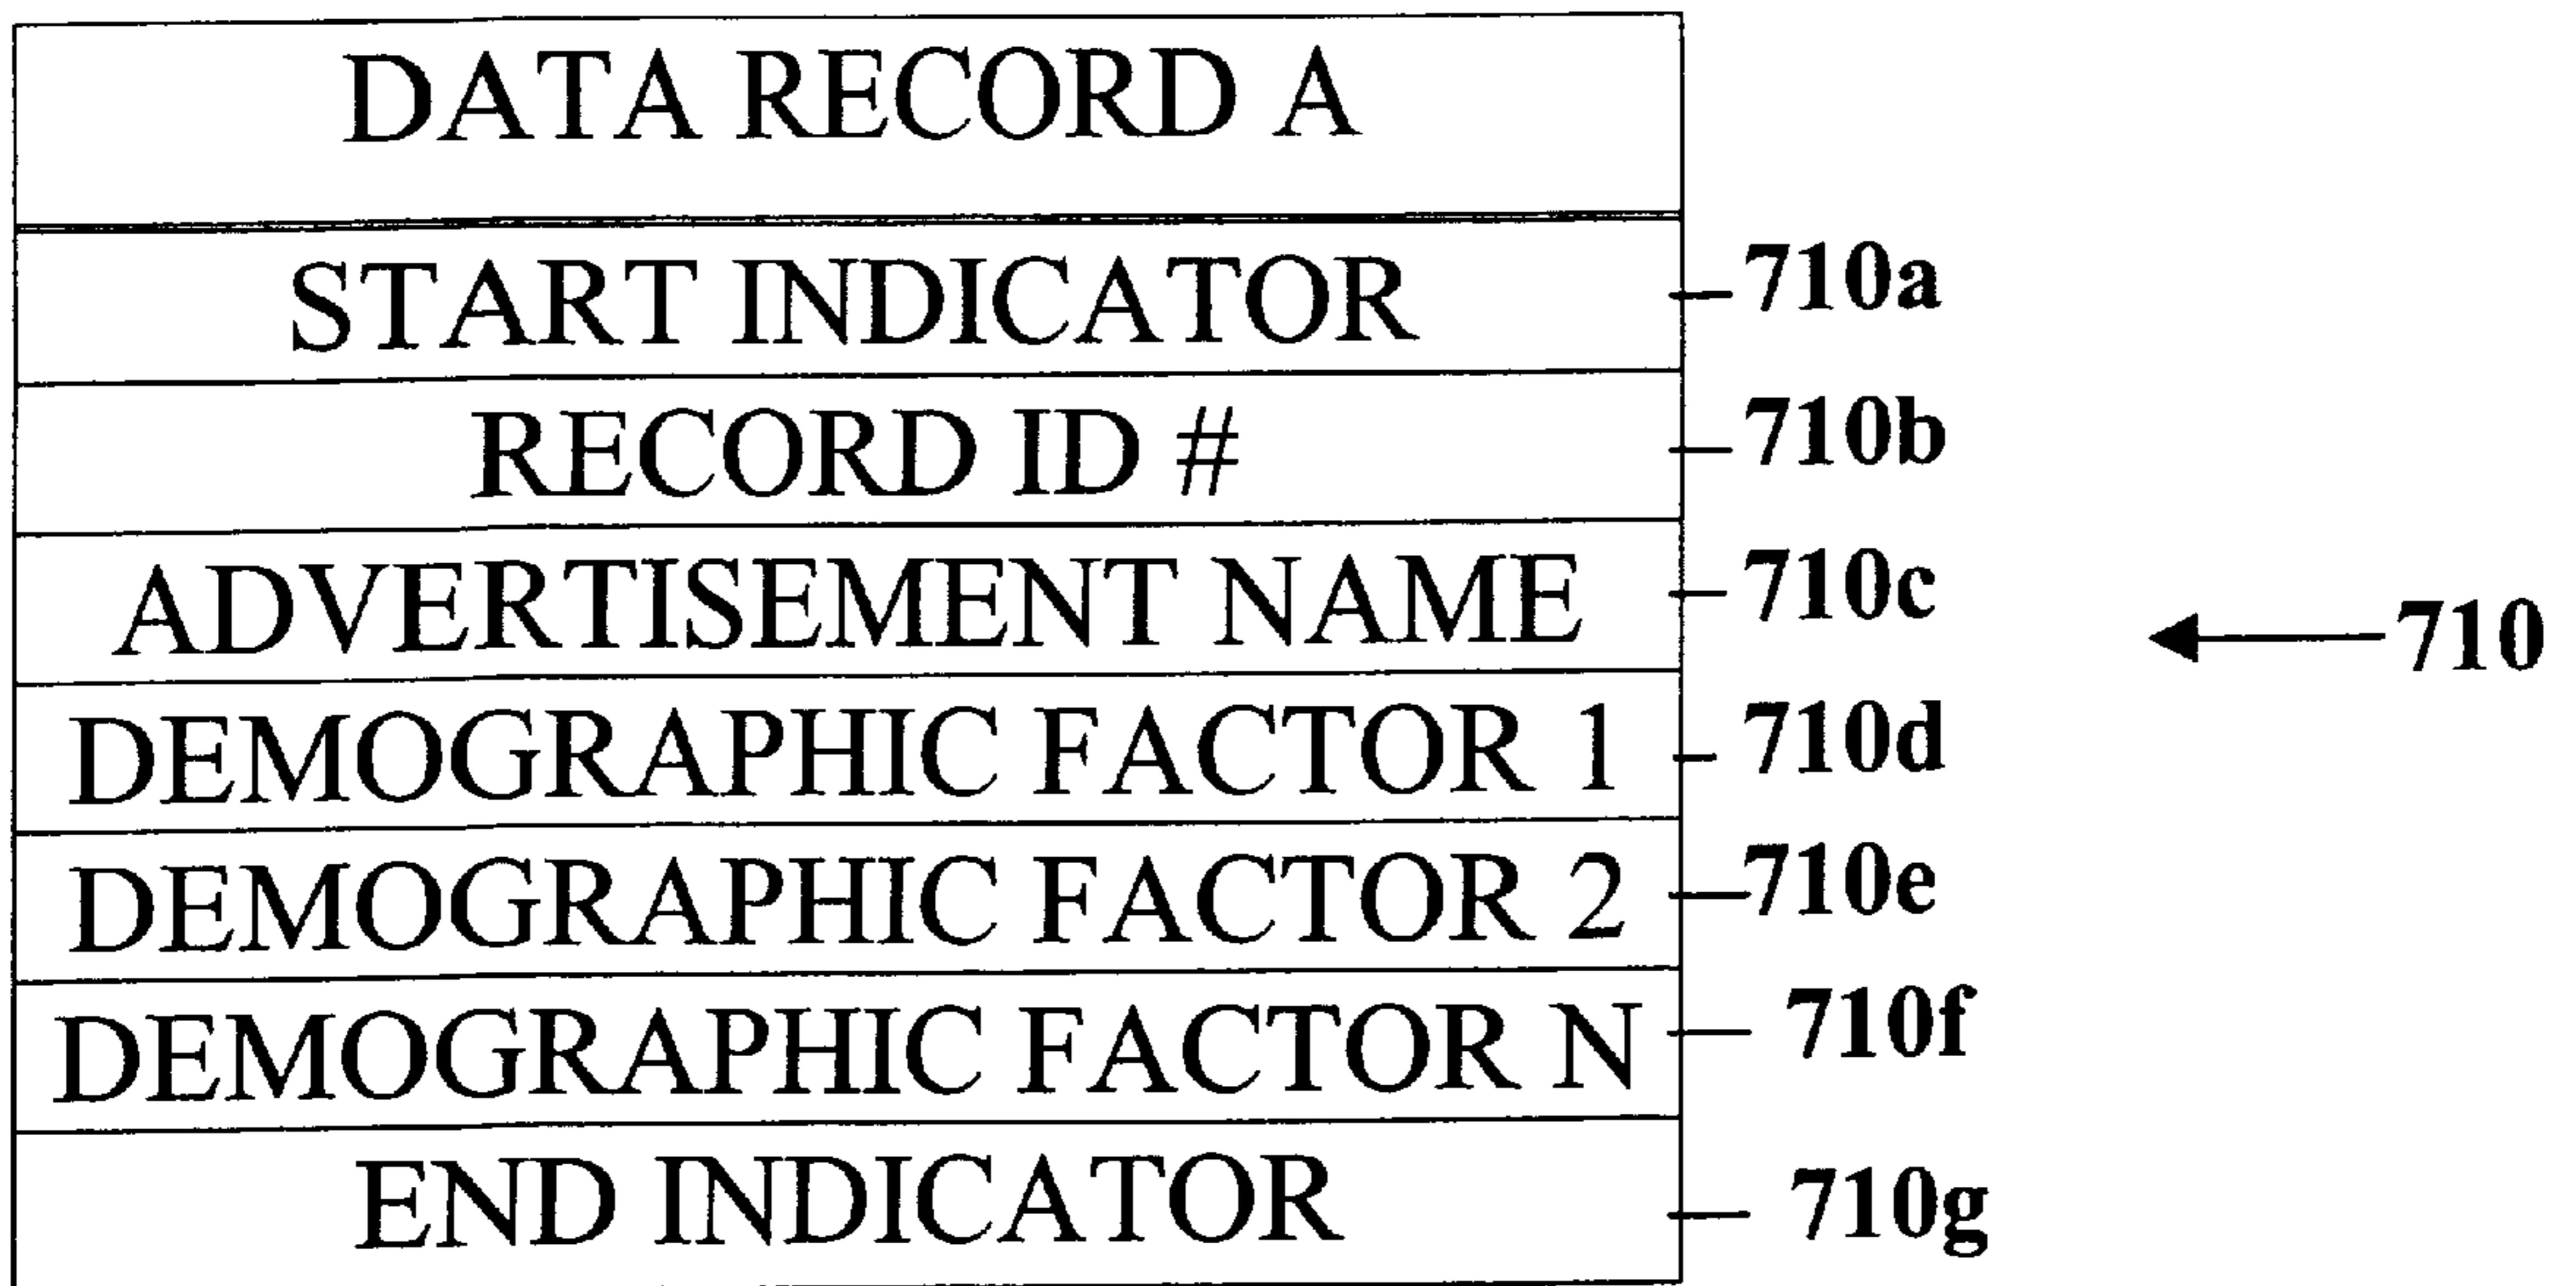 DATA RECORD A
START INDICATOR 710a
RECORD ID # 710b
ADVERTISEMENT NAME 710c
710
DEMOGRAPHIC FACTOR 1 710d
DEMOGRAPHIC FACTOR 2 710e
DEMOGRAPHIC FACTOR N 710f
END INDICATOR 710g